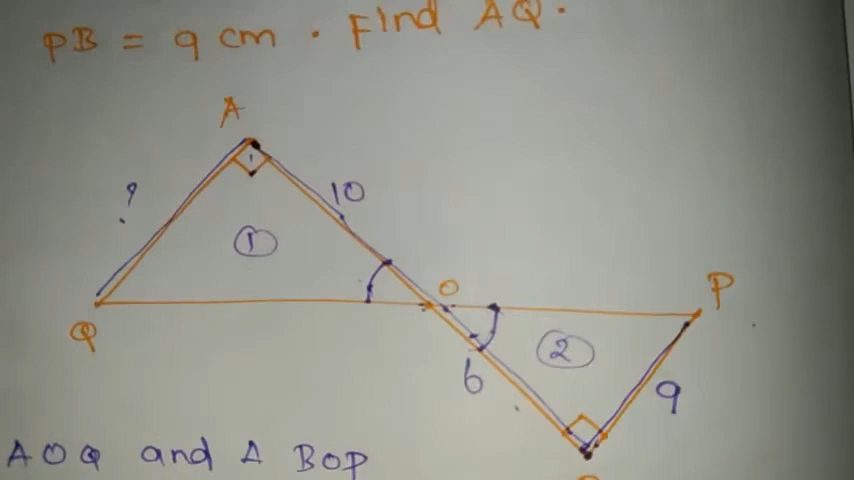 PB = 9 cm . Find AQ.
A
?
10
1
O
P
Q
2
6
9
AOQ and Δ BOP